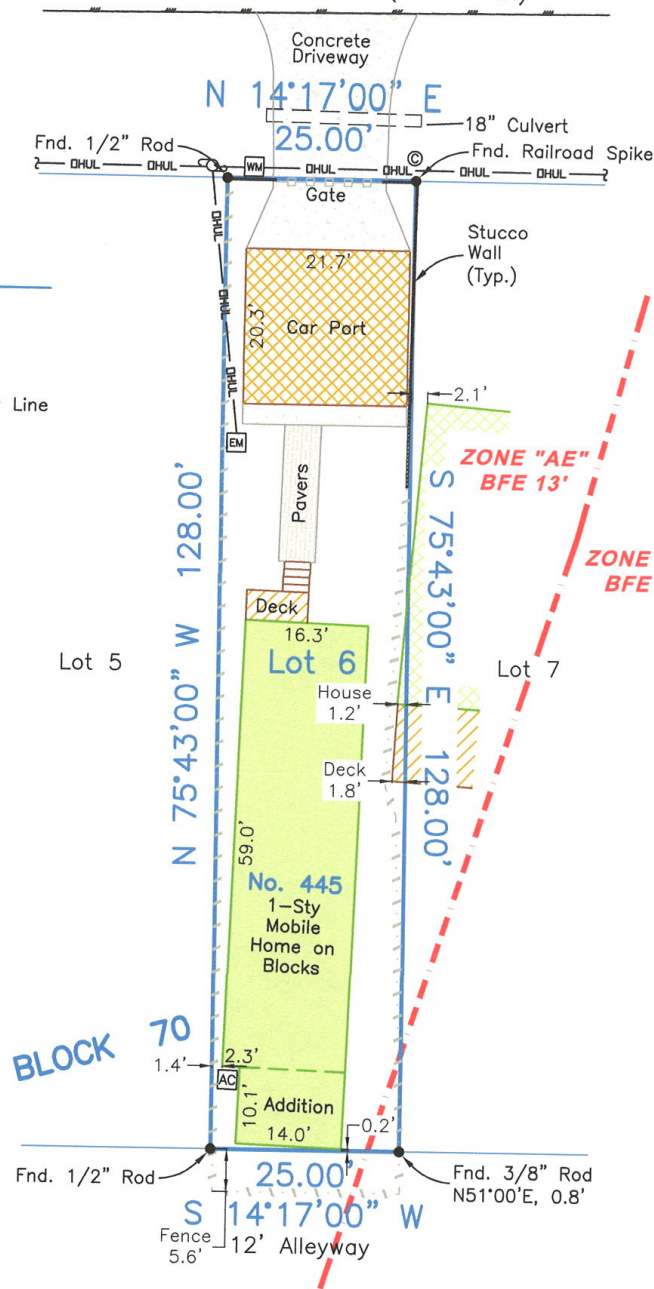 Concrete
Driveway
N 14°17'00" E
25.00'
18" Culvert
Fnd. 1/2" Rod
WM
©
Fnd. Railroad Spike
OHUL OHUL OHUL OHUL OHUL OHUL
Gate
Stucco
Wall
(Typ.)
21.7'
20.3'
Car Port
OHUL
OHUL
OHUL
Line
EM
2.1'
ZONE "AE"
BFE 13'
ZONE
BFE
Pavers
N 75°43'00" W 128.00'
S 75°43'00" E 128.00'
Deck
16.3'
Lot 5
Lot 6
Lot 7
House
1.2'
Deck
1.8'
59.0'
No. 445
1-Sty
Mobile
Home on
Blocks
BLOCK 70
1.4'
2.3'
AC
10.1'
Addition
14.0'
0.2'
Fnd. 1/2" Rod
25.00'
Fnd. 3/8" Rod
N51°00'E, 0.8'
S 14°17'00" W
Fence
5.6'
12' Alleyway